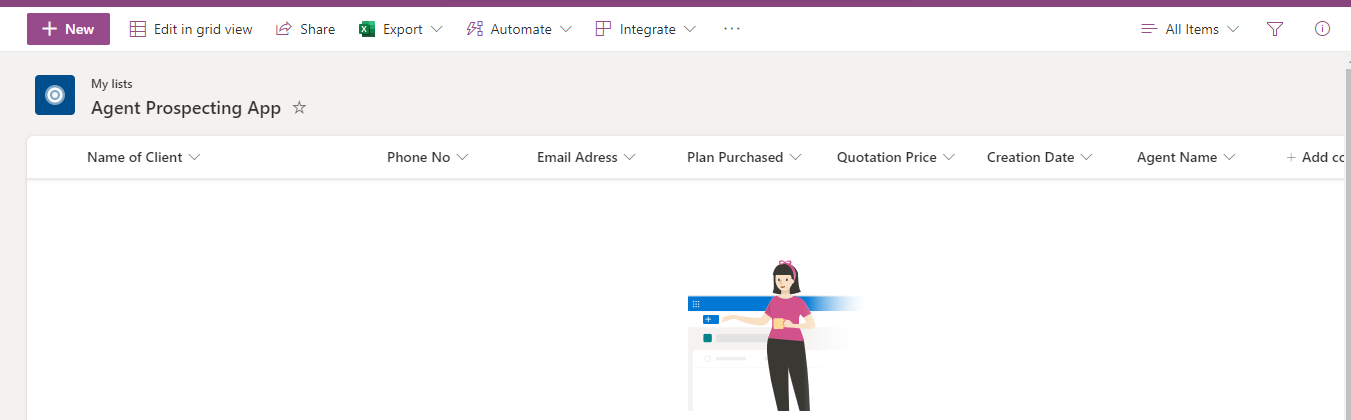 + New Edit in grid view Share Export Automate Integrate ... All Items
My lists
Agent Prospecting App
Name of Client Phone No Email Adress Plan Purchased Quotation Price Creation Date Agent Name + Add co